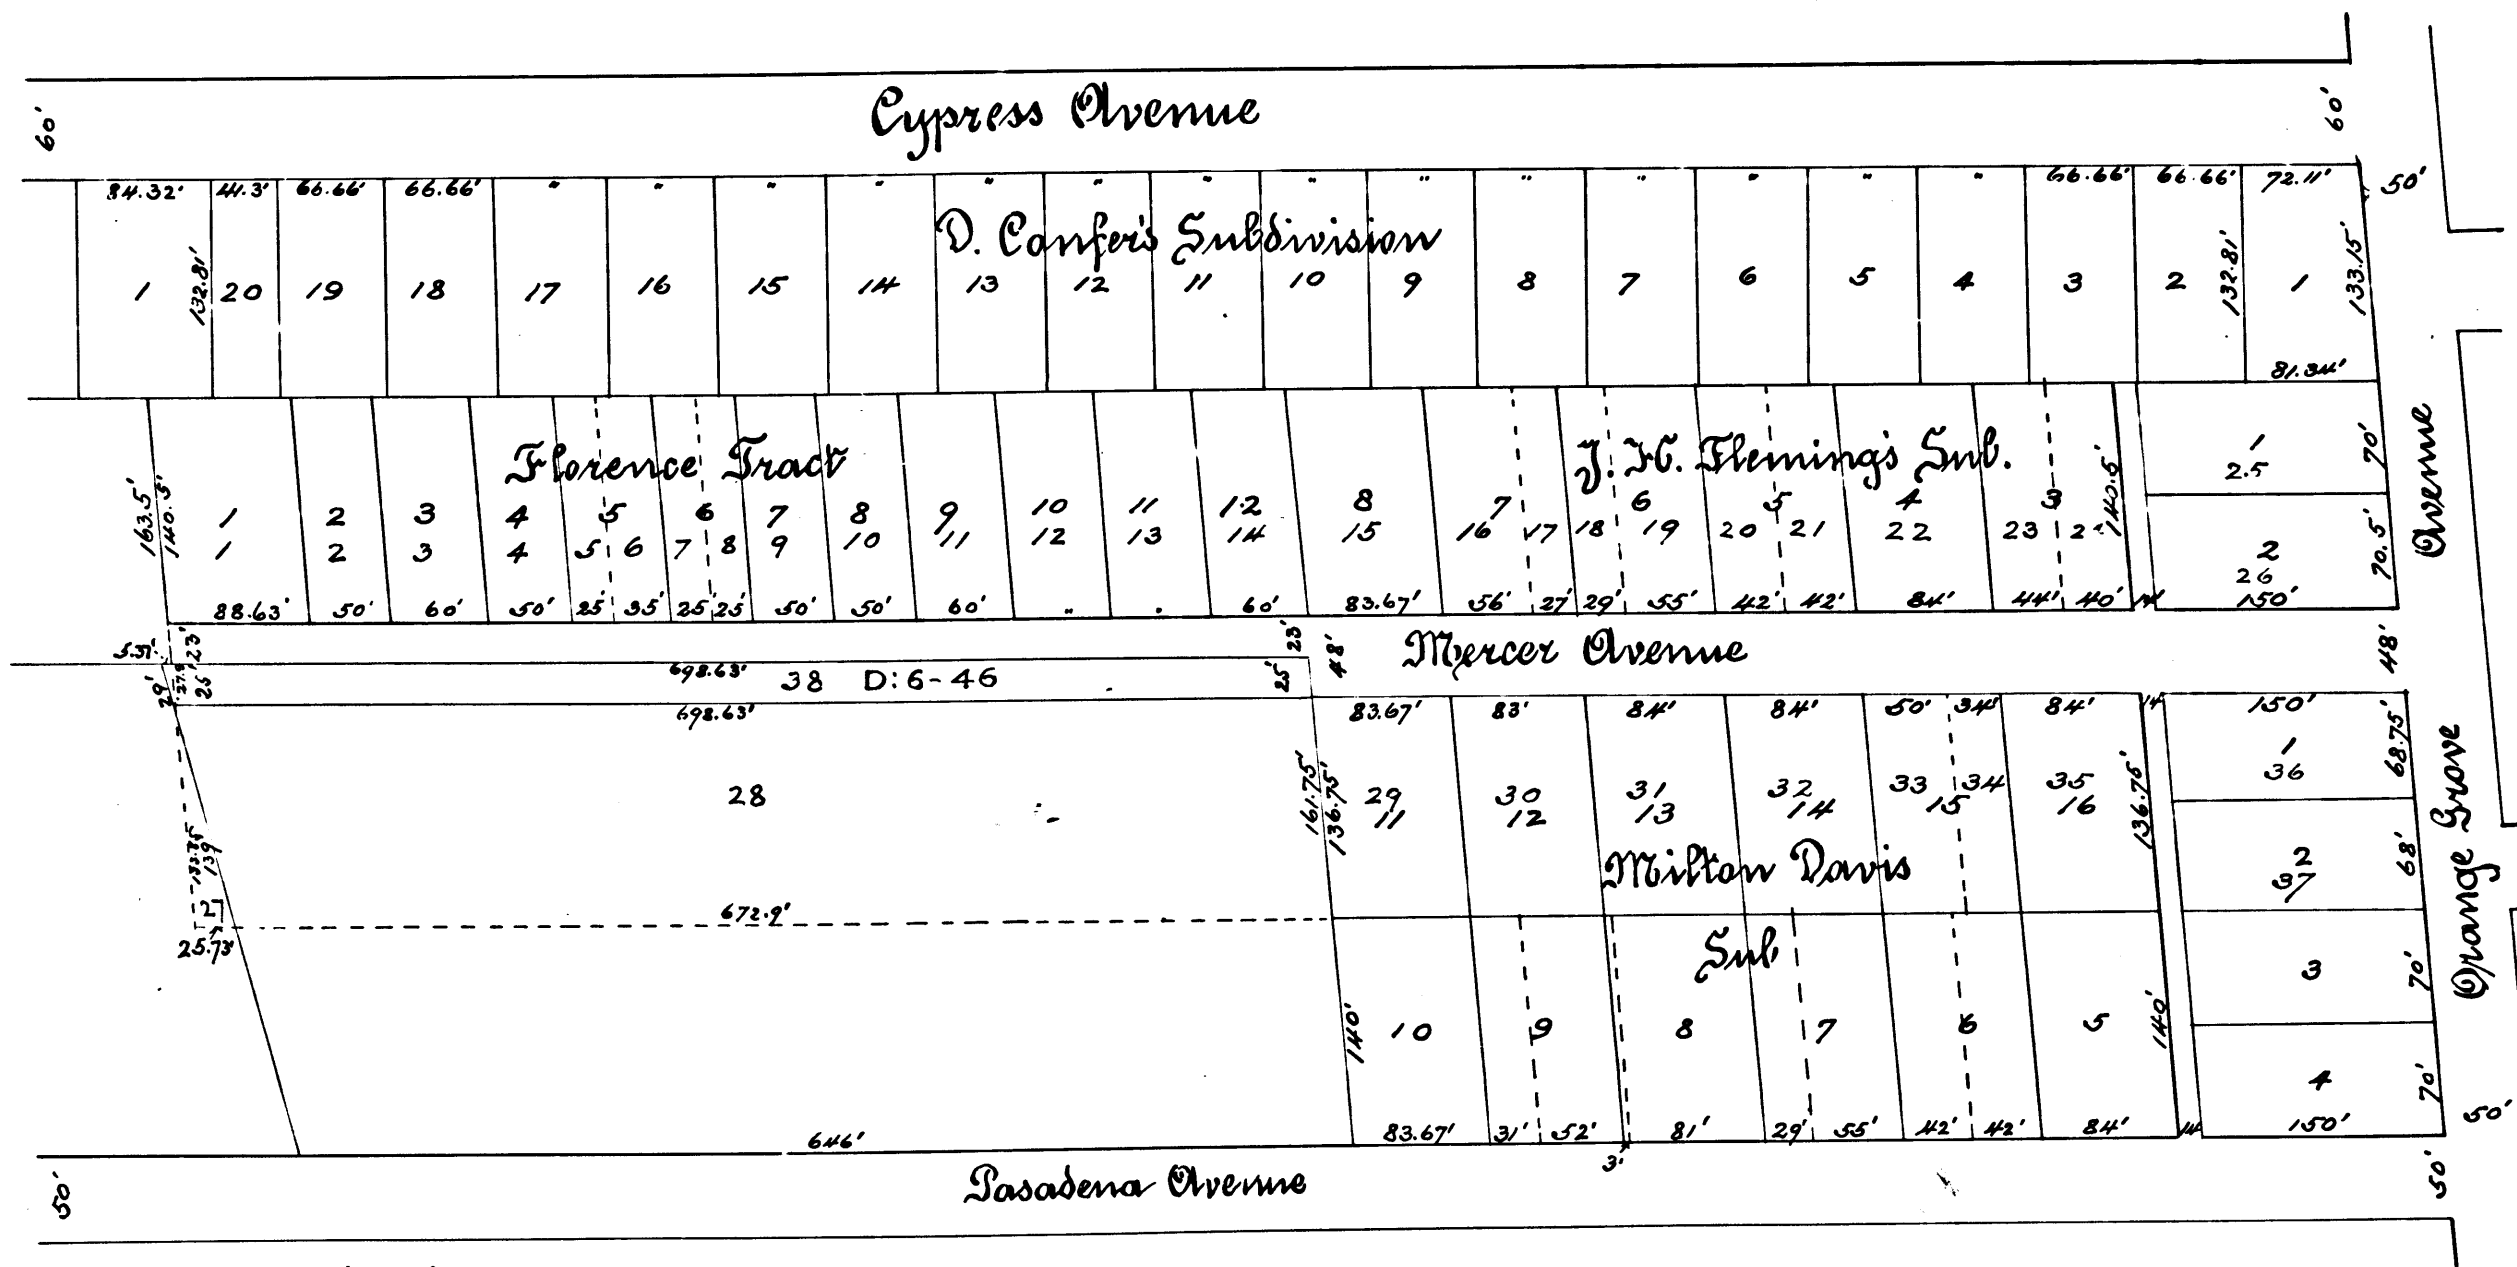 Cypress Avenue
60'
60'
84.32' 44.3' 66.66' 66.66' " " " " " " " " " " " " " " 66.66' 66.66' 72.11'
50'
D. Confer's Subdivision
132.81'
132.81'
133.15'
1 20 19 18 17 16 15 14 13 12 11 10 9 8 7 6 5 4 3 2 1
81.34'
Florence Tract
J. H. Fleming's Sub.
163.5'
140.5'
140.5'
1 2 3 4 5 6 7 8 9 10 11 12 8 7 6 5 4 3
1 2 3 4 5 6 7 8 9 10 11 12 13 14 15 16 17 18 19 20 21 22 23
88.63' 50' 60' 50' 25' 35' 25' 25' 50' 50' 60' " " 60' 83.67' 56' 27' 29' 55' 42' 42' 84' 44' 40' 14'
1
25
70'
2
26
70.5'
150'
Avenue
5.37'
23'
23'
48'
Mercer Avenue
48'
698.63'
29'
25'
38 D:6-46
25'
698.63'
83.67' 83' 84' 84' 50' 34' 84' 14' 150'
28
161.75'
136.75'
29 30 31 32 33 34 35
11 12 13 14 15 16
136.75'
1
36
68.75'
2
37
68'
Milton Davis
Sub
139'
672.9'
25.73'
140'
10 9 8 7 6 5
140'
3
70'
4
70'
Orange Grove
646'
83.67' 31' 52' 81' 29' 55' 42' 42' 84' 14' 150'
50'
3'
50'
Pasadena Avenue
50'